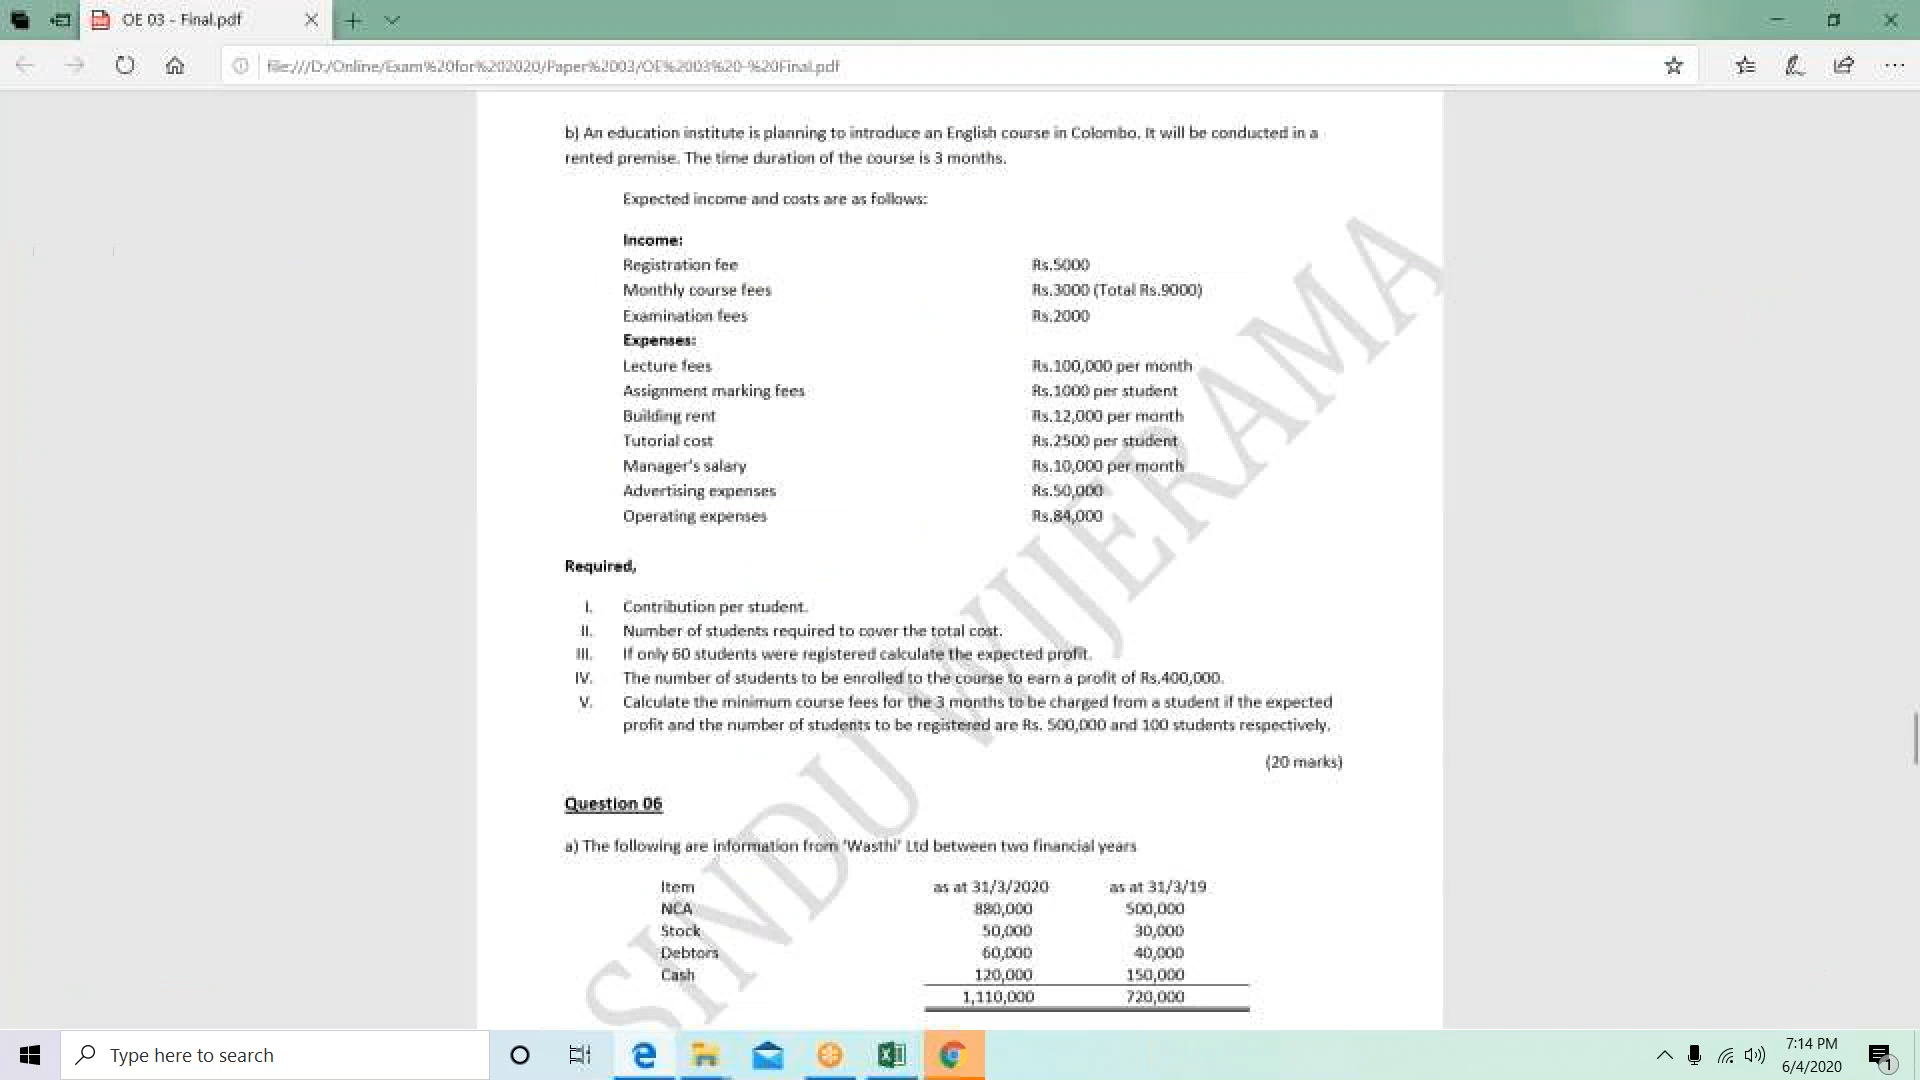 OE 03 - Final.pdf
file:///D:/Online/Exam%20for%202020/Paper%2003/OE%2003%20-%20Final.pdf
b) An education institute is planning to introduce an English course in Colombo. It will be conducted in a
rented premise. The time duration of the course is 3 months.
Expected income and costs are as follows:
Income:
Registration fee Rs.5000
Monthly course fees Rs.3000 (Total Rs.9000)
Examination fees Rs.2000
Expenses:
Lecture fees Rs.100,000 per month
Assignment marking fees Rs.1000 per student
Building rent Rs.12,000 per month
Tutorial cost Rs.2500 per student
Manager's salary Rs.10,000 per month
Advertising expenses Rs.50,000
Operating expenses Rs.84,000
Required,
I. Contribution per student.
II. Number of students required to cover the total cost.
III. If only 60 students were registered calculate the expected profit.
IV. The number of students to be enrolled to the course to earn a profit of Rs.400,000.
V. Calculate the minimum course fees for the 3 months to be charged from a student if the expected
profit and the number of students to be registered are Rs. 500,000 and 100 students respectively.
(20 marks)
Question 06
a) The following are information from 'Wasthi' Ltd between two financial years
Item as at 31/3/2020 as at 31/3/19
NCA 880,000 500,000
Stock 50,000 30,000
Debtors 60,000 40,000
Cash 120,000 150,000
1,110,000 720,000
SINDU WIJERAMA
Type here to search
7:14 PM
6/4/2020
1